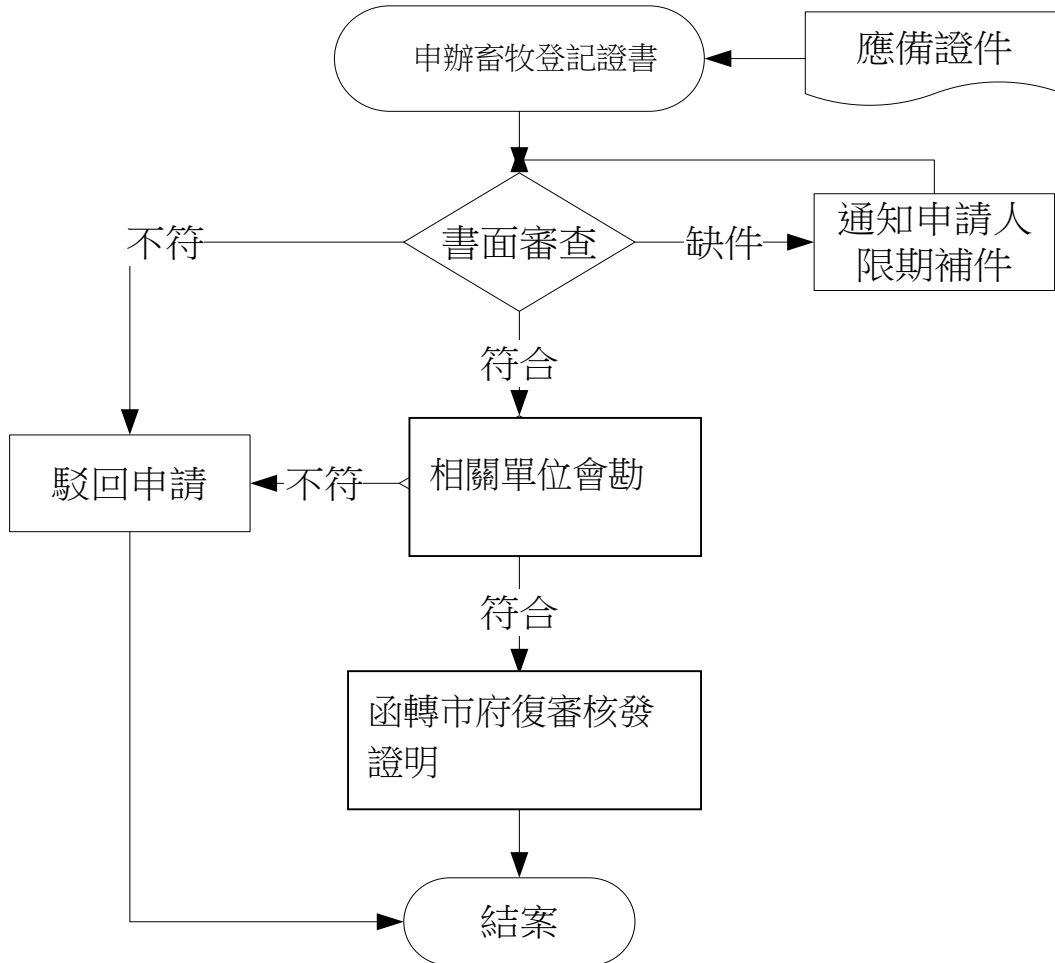 申辦畜牧登記證書
應備證件
不符
書面審查
缺件
通知申請人
限期補件
符合
駁回申請
不符
相關單位會勘
符合
函轉市府復審核發
證明
結案